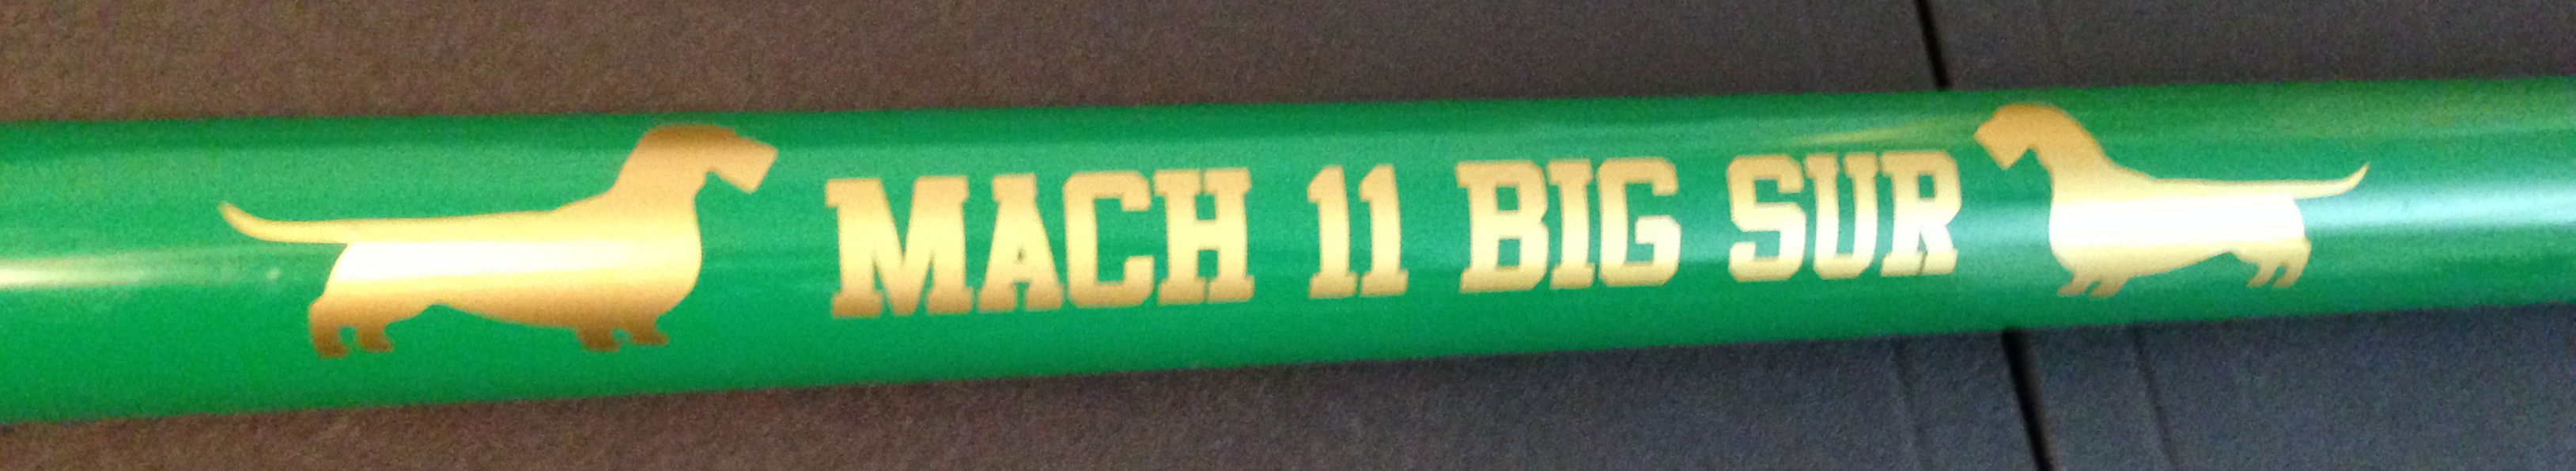 MACH 11 BIG SUR